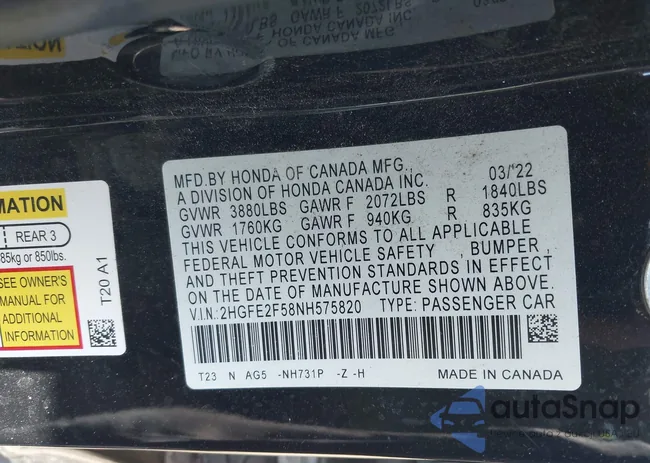 MFD.BY HONDA OF CANADA MFG.,
A DIVISION OF HONDA CANADA INC. 03/'22
GVWR 3880LBS GAWR F 2072LBS R 1840LBS
GVWR 1760KG GAWR F 940KG R 835KG
THIS VEHICLE CONFORMS TO ALL APPLICABLE
FEDERAL MOTOR VEHICLE SAFETY , BUMPER ,
AND THEFT PREVENTION STANDARDS IN EFFECT
ON THE DATE OF MANUFACTURE SHOWN ABOVE.
V.I.N.:2HGFE2F58NH575820 TYPE: PASSENGER CAR
T23 N AG5 -NH731P -Z -H MADE IN CANADA
MATION
REAR 3
85kg or 850lbs.
SEE OWNER'S
MANUAL FOR
ADDITIONAL
INFORMATION
T20 A1
autaSnap